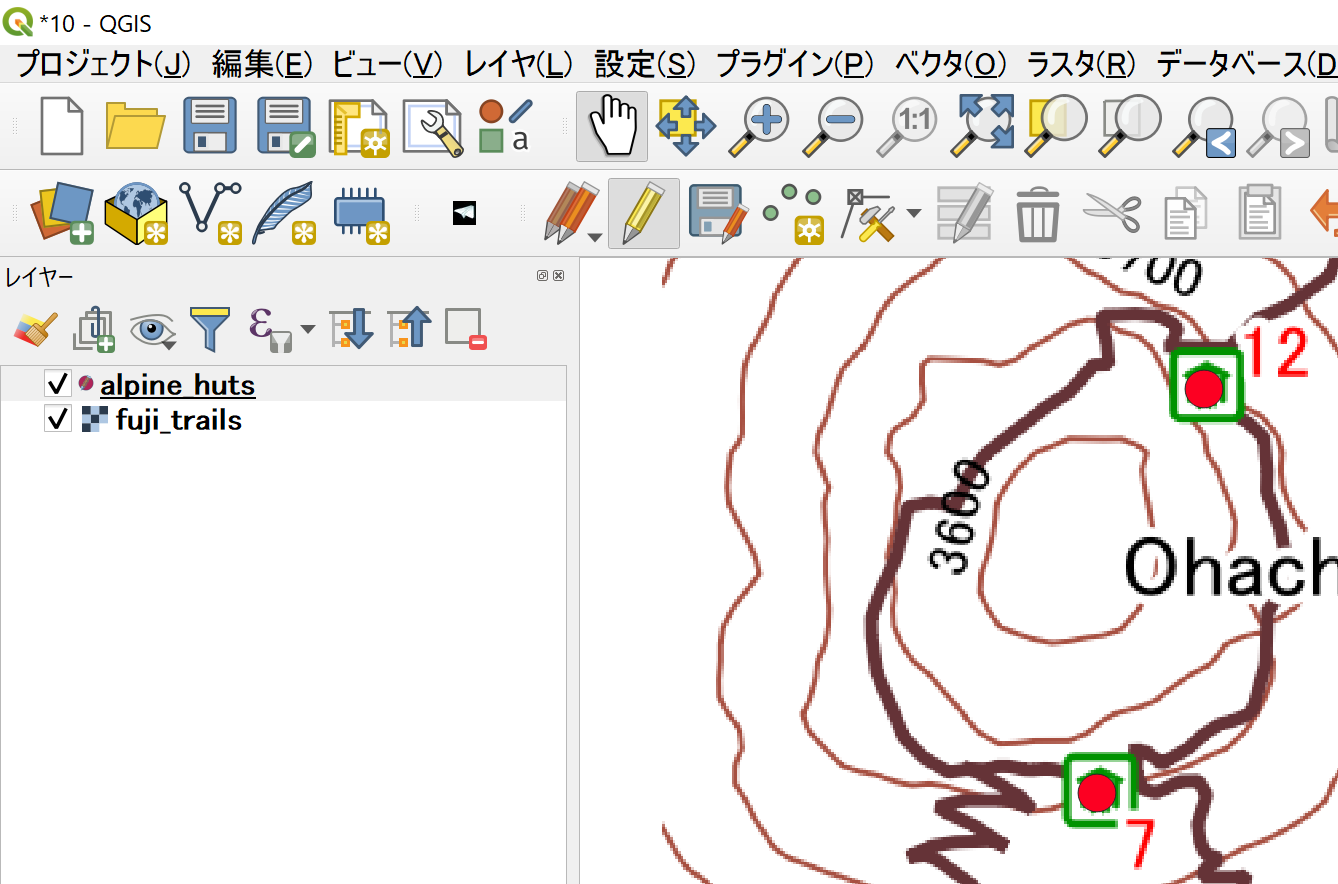 *10 - QGIS
プロジェクト(J) 編集(E) ビュー(V) レイヤ(L) 設定(S) プラグイン(P) ベクタ(O) ラスタ(R) データベース(D
1:1
a
レイヤー
ε
alpine_huts
fuji_trails
3700
12
3600
Ohach
7